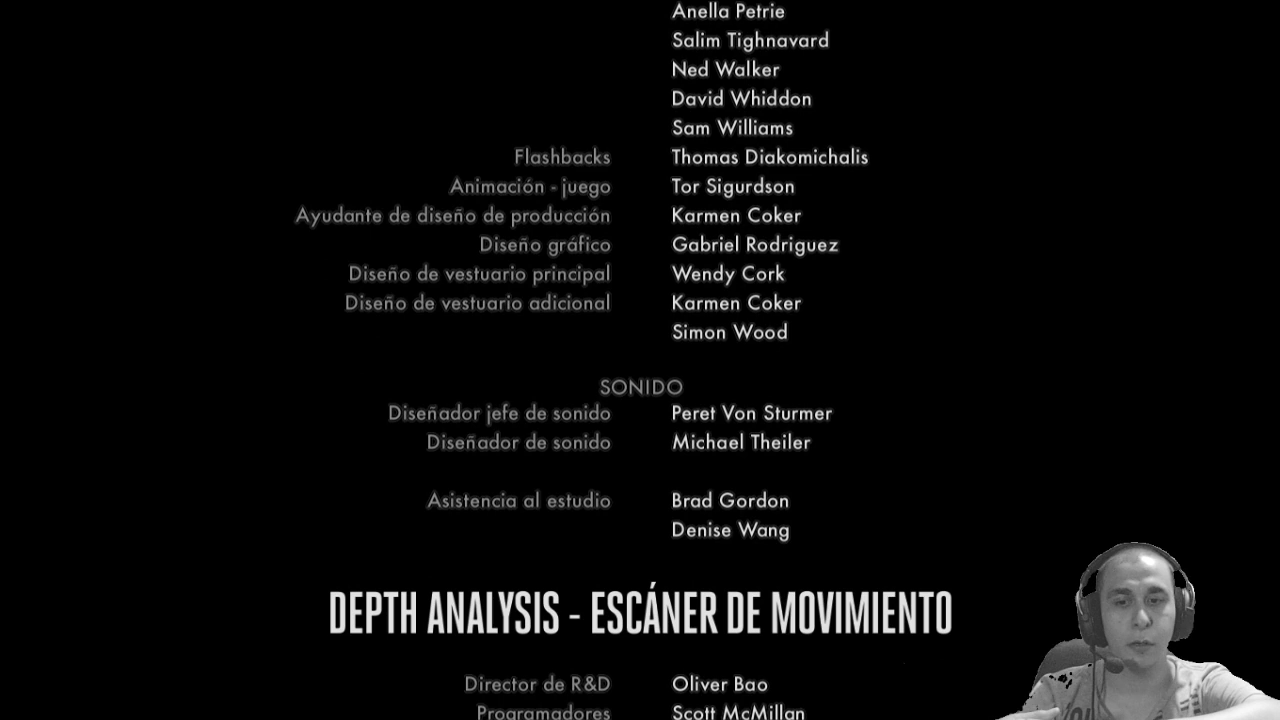 Anella Petrie
Salim Tighnavard
Ned Walker
David Whiddon
Sam Williams
Flashbacks Thomas Diakomichalis
Animación - juego Tor Sigurdson
Ayudante de diseño de producción Karmen Coker
Diseño gráfico Gabriel Rodriguez
Diseño de vestuario principal Wendy Cork
Diseño de vestuario adicional Karmen Coker
Simon Wood
SONIDO
Diseñador jefe de sonido Peret Von Sturmer
Diseñador de sonido Michael Theiler
Asistencia al estudio Brad Gordon
Denise Wang
DEPTH ANALYSIS - ESCÁNER DE MOVIMIENTO
Director de R&D Oliver Bao
Programadores Scott McMillan